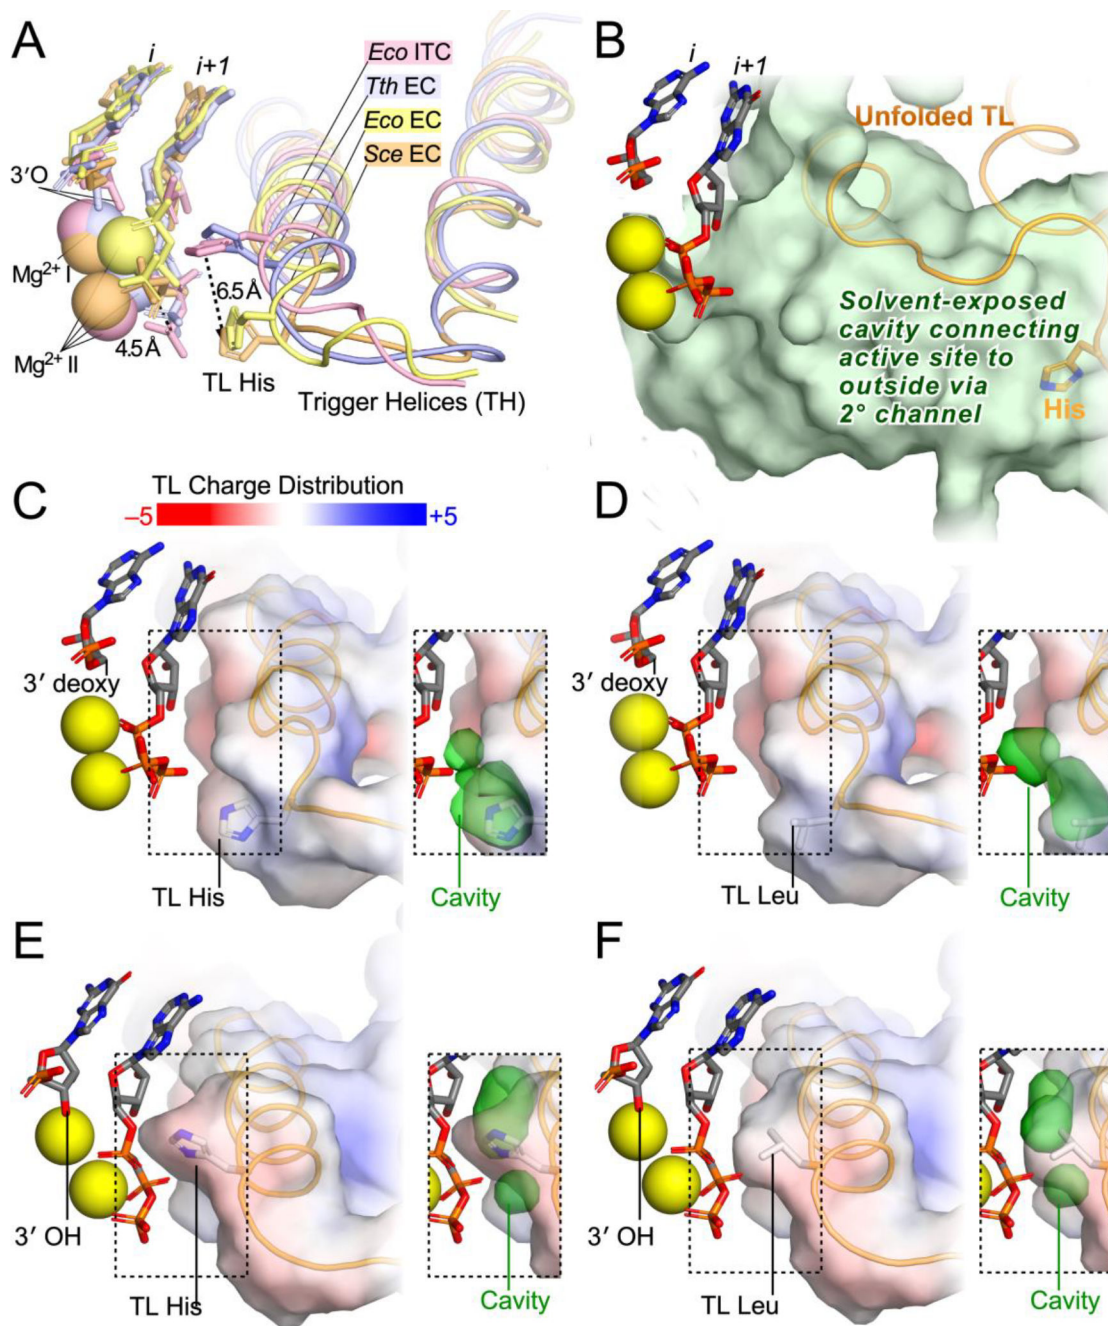 A
i
i+1
Eco ITC
Tth EC
Eco EC
Sce EC
3′O
Mg²⁺ I
6.5Å
4.5Å
Mg²⁺ II
TL His
Trigger Helices (TH)
B
i
i+1
Unfolded TL
Solvent-exposed
cavity connecting
active site to
outside via
2° channel
His
C
TL Charge Distribution
–5
+5
3′ deoxy
TL His
Cavity
D
3′ deoxy
TL Leu
Cavity
E
3′ OH
TL His
Cavity
F
3′ OH
TL Leu
Cavity